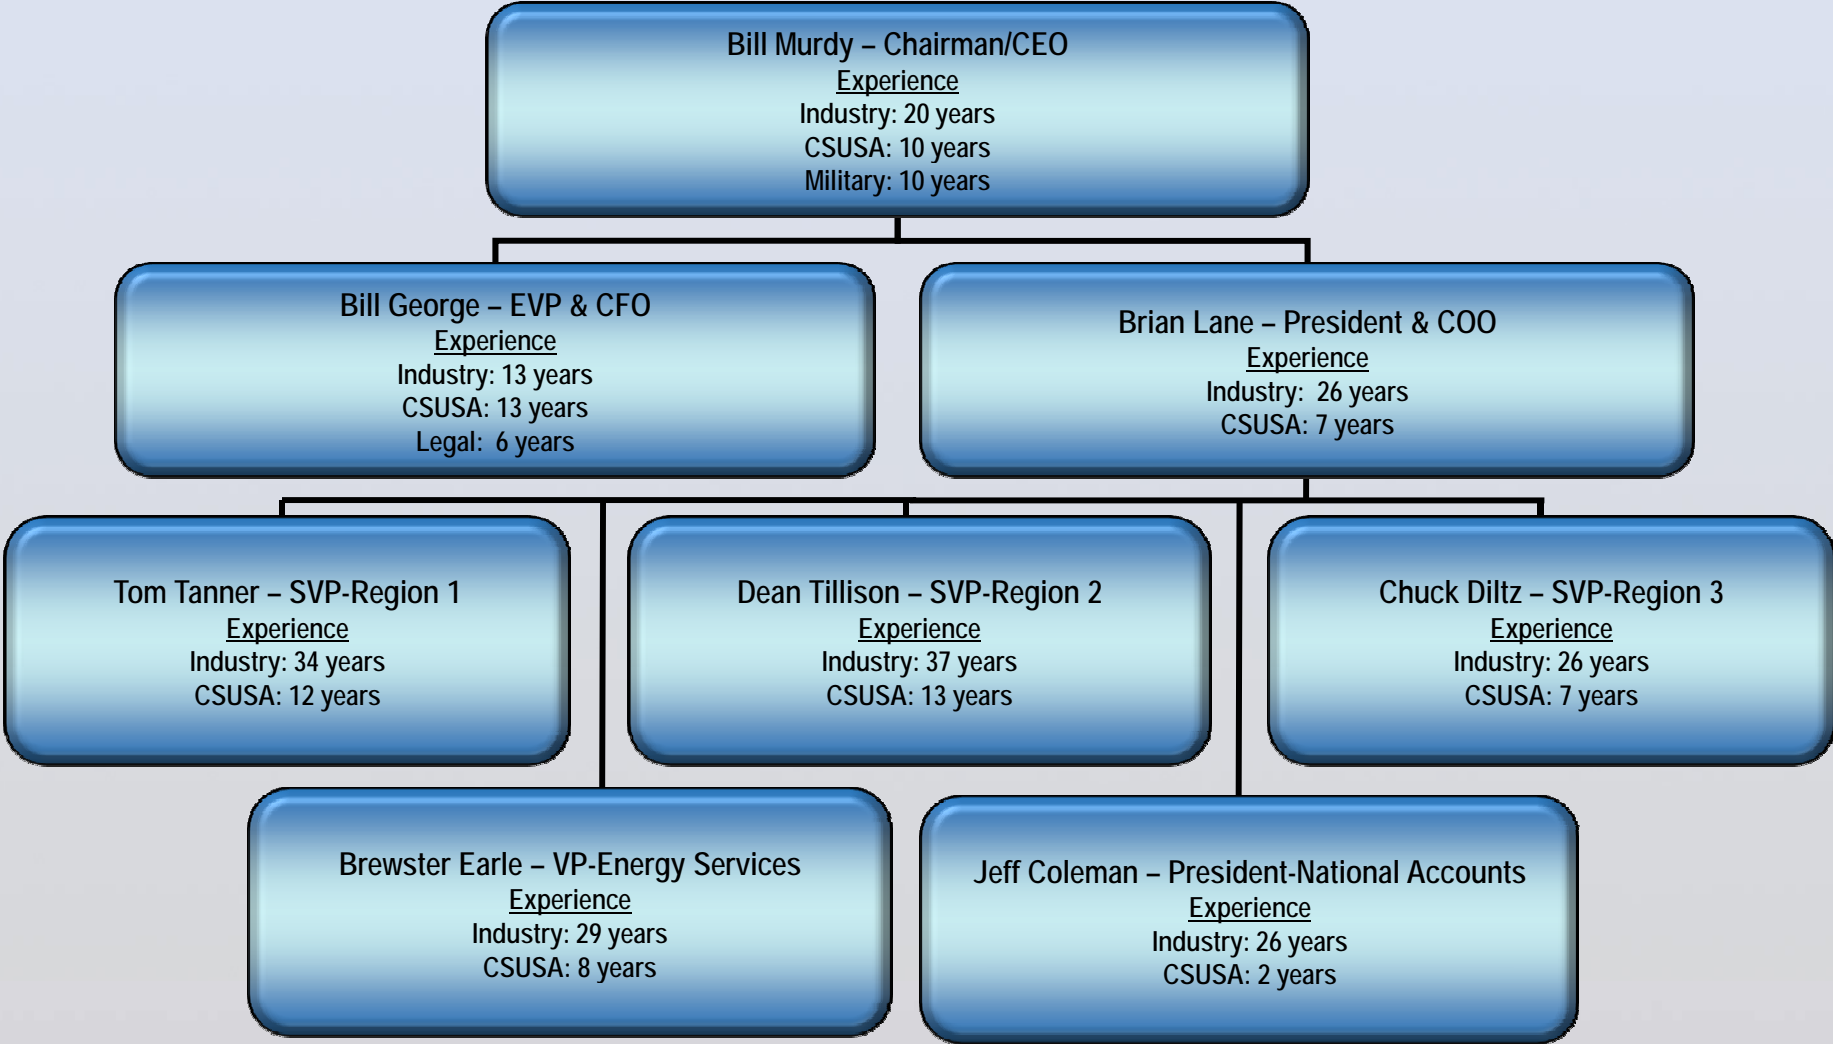 Bill Murdy – Chairman/CEO
Experience
Industry: 20 years
CSUSA: 10 years
Military: 10 years
Bill George – EVP & CFO
Experience
Industry: 13 years
CSUSA: 13 years
Legal:  6 years
Brian Lane – President & COO
Experience
Industry:  26 years
CSUSA: 7 years
Tom Tanner – SVP-Region 1
Experience
Industry: 34 years
CSUSA: 12 years
Dean Tillison – SVP-Region 2
Experience
Industry: 37 years
CSUSA: 13 years
Chuck Diltz – SVP-Region 3
Experience
Industry: 26 years
CSUSA: 7 years
Brewster Earle – VP-Energy Services
Experience
Industry: 29 years
CSUSA: 8 years
Jeff Coleman – President-National Accounts
Experience
Industry: 26 years
CSUSA: 2 years